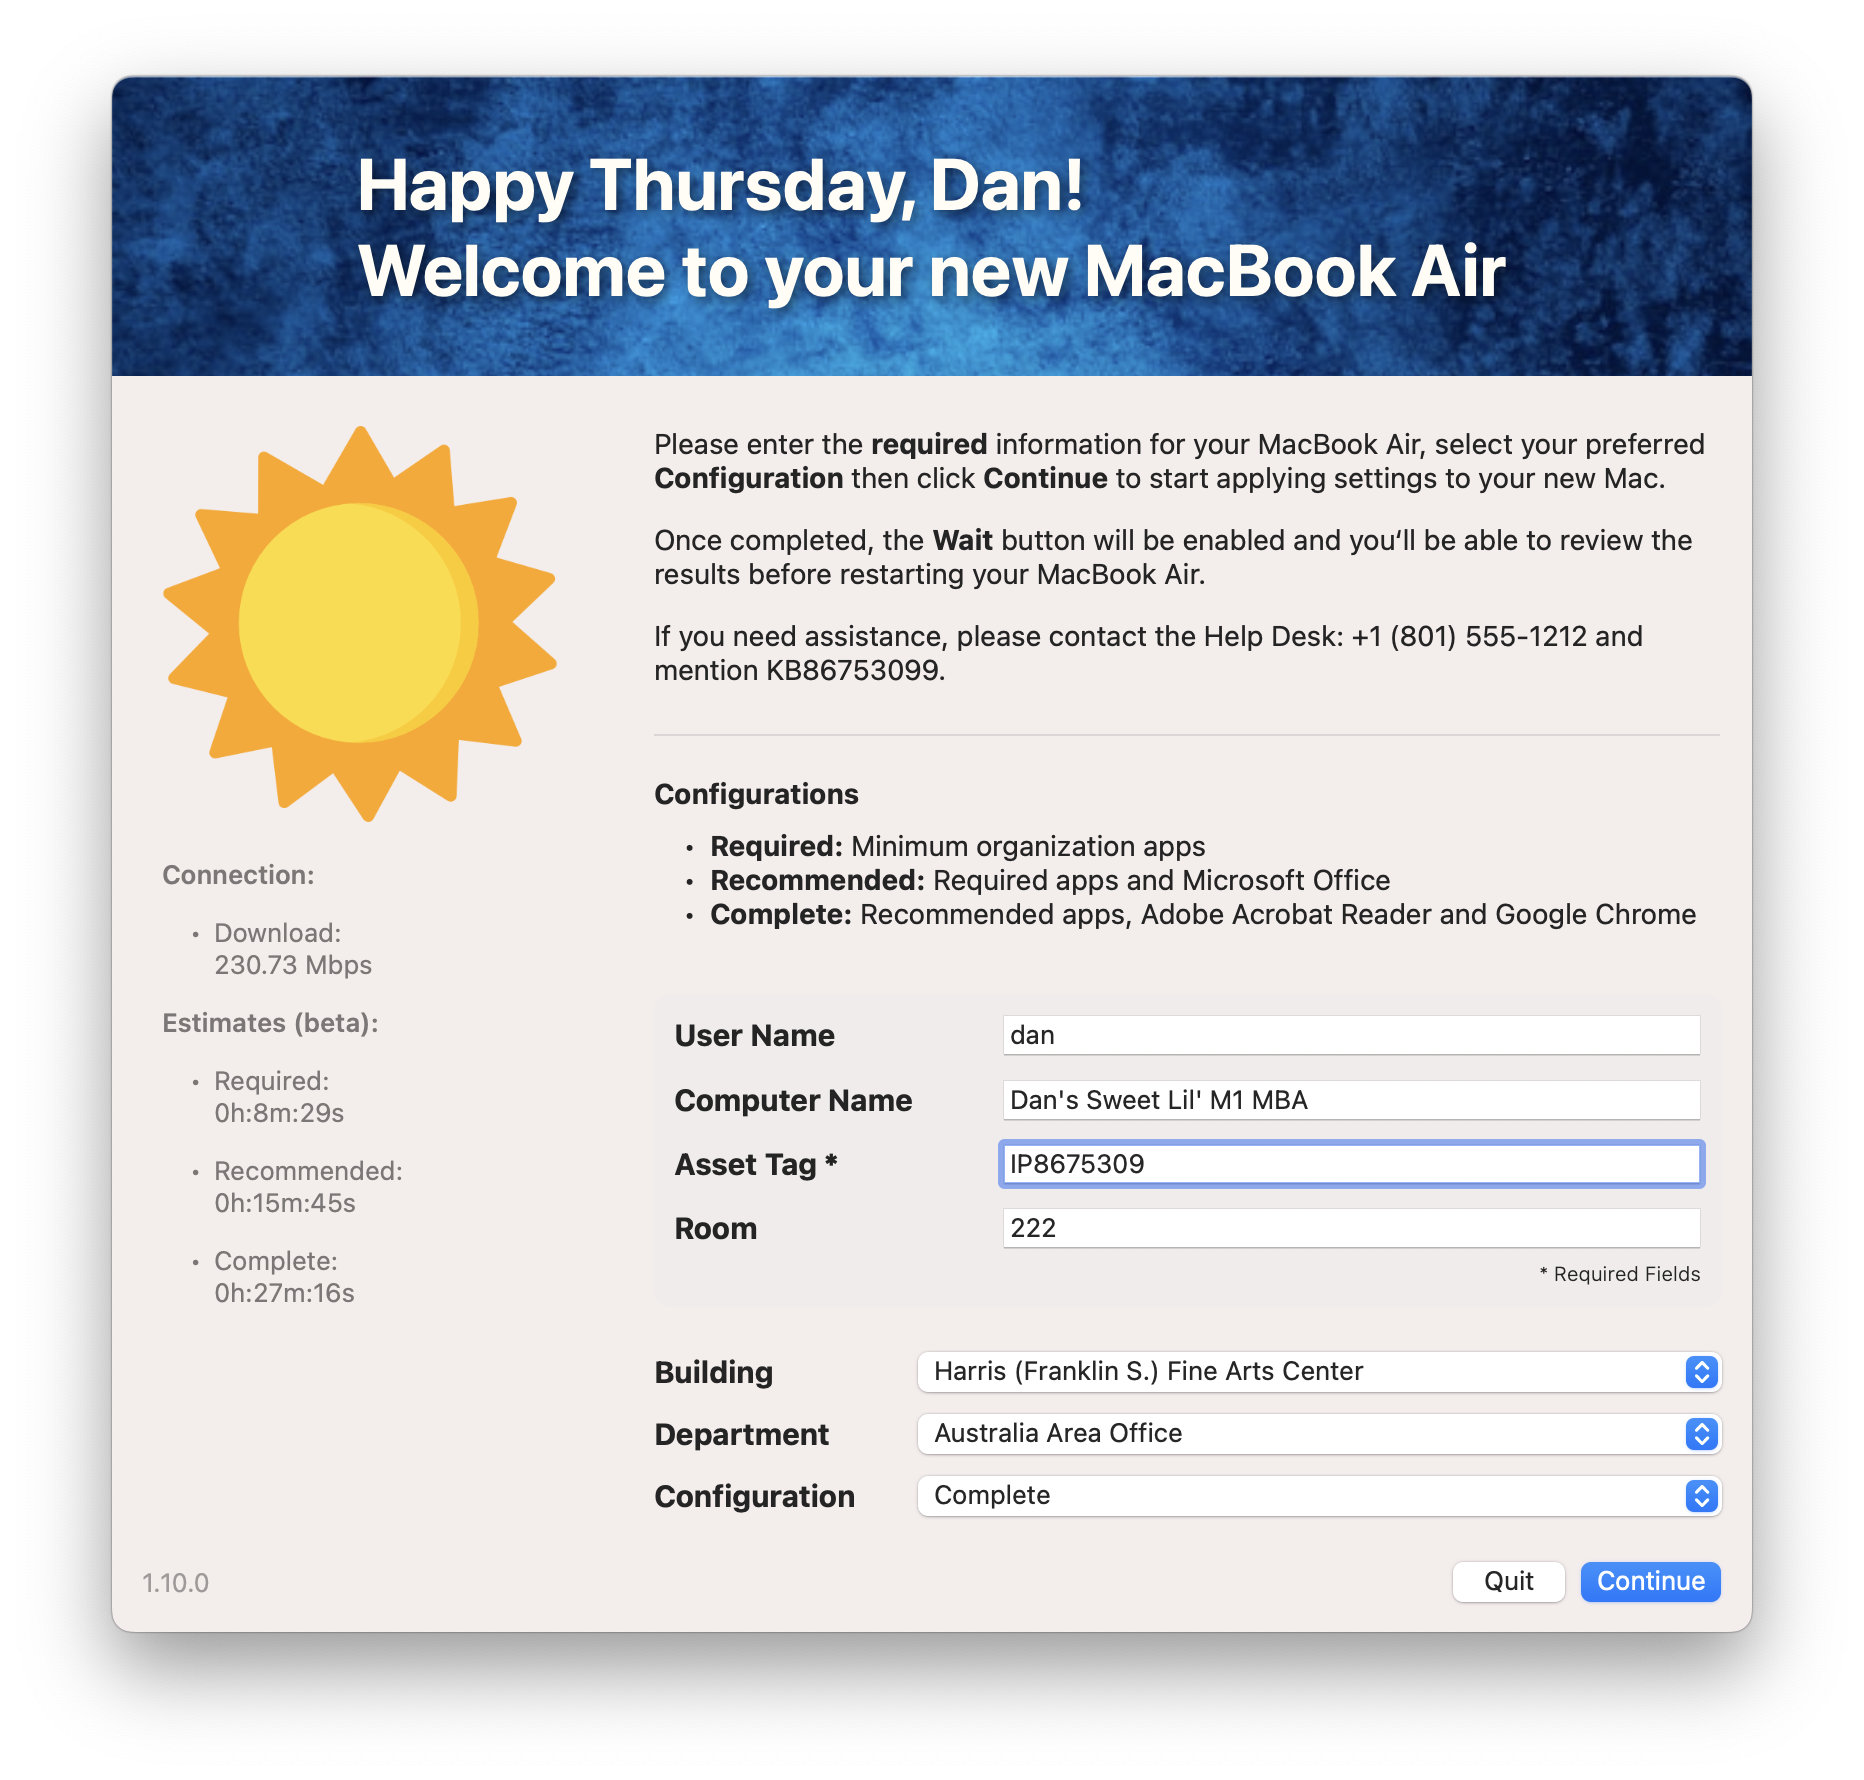 Happy Thursday, Dan!
Welcome to your new MacBook Air
Please enter the required information for your MacBook Air, select your preferred
Configuration then click Continue to start applying settings to your new Mac.
Once completed, the Wait button will be enabled and you‘ll be able to review the
results before restarting your MacBook Air.
If you need assistance, please contact the Help Desk: +1 (801) 555-1212 and
mention KB86753099.
Configurations
• Required: Minimum organization apps
• Recommended: Required apps and Microsoft Office
• Complete: Recommended apps, Adobe Acrobat Reader and Google Chrome
Connection:
• Download:
230.73 Mbps
Estimates (beta):
• Required:
0h:8m:29s
• Recommended:
0h:15m:45s
• Complete:
0h:27m:16s
User Name dan
Computer Name Dan's Sweet Lil' M1 MBA
Asset Tag * IP8675309
Room 222
* Required Fields
Building Harris (Franklin S.) Fine Arts Center
Department Australia Area Office
Configuration Complete
1.10.0 Quit Continue